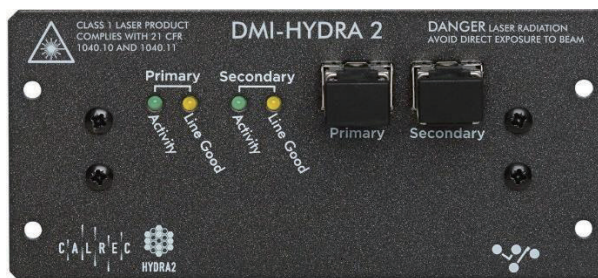 CLASS 1 LASER PRODUCT
COMPLIES WITH 21 CFR
1040.10 AND 1040.11
DMI-HYDRA 2
DANGER LASER RADIATION
AVOID DIRECT EXPOSURE TO BEAM
Primary
Secondary
Activity
Line Good
Activity
Line Good
Primary
Secondary
CALREC
HYDRA2